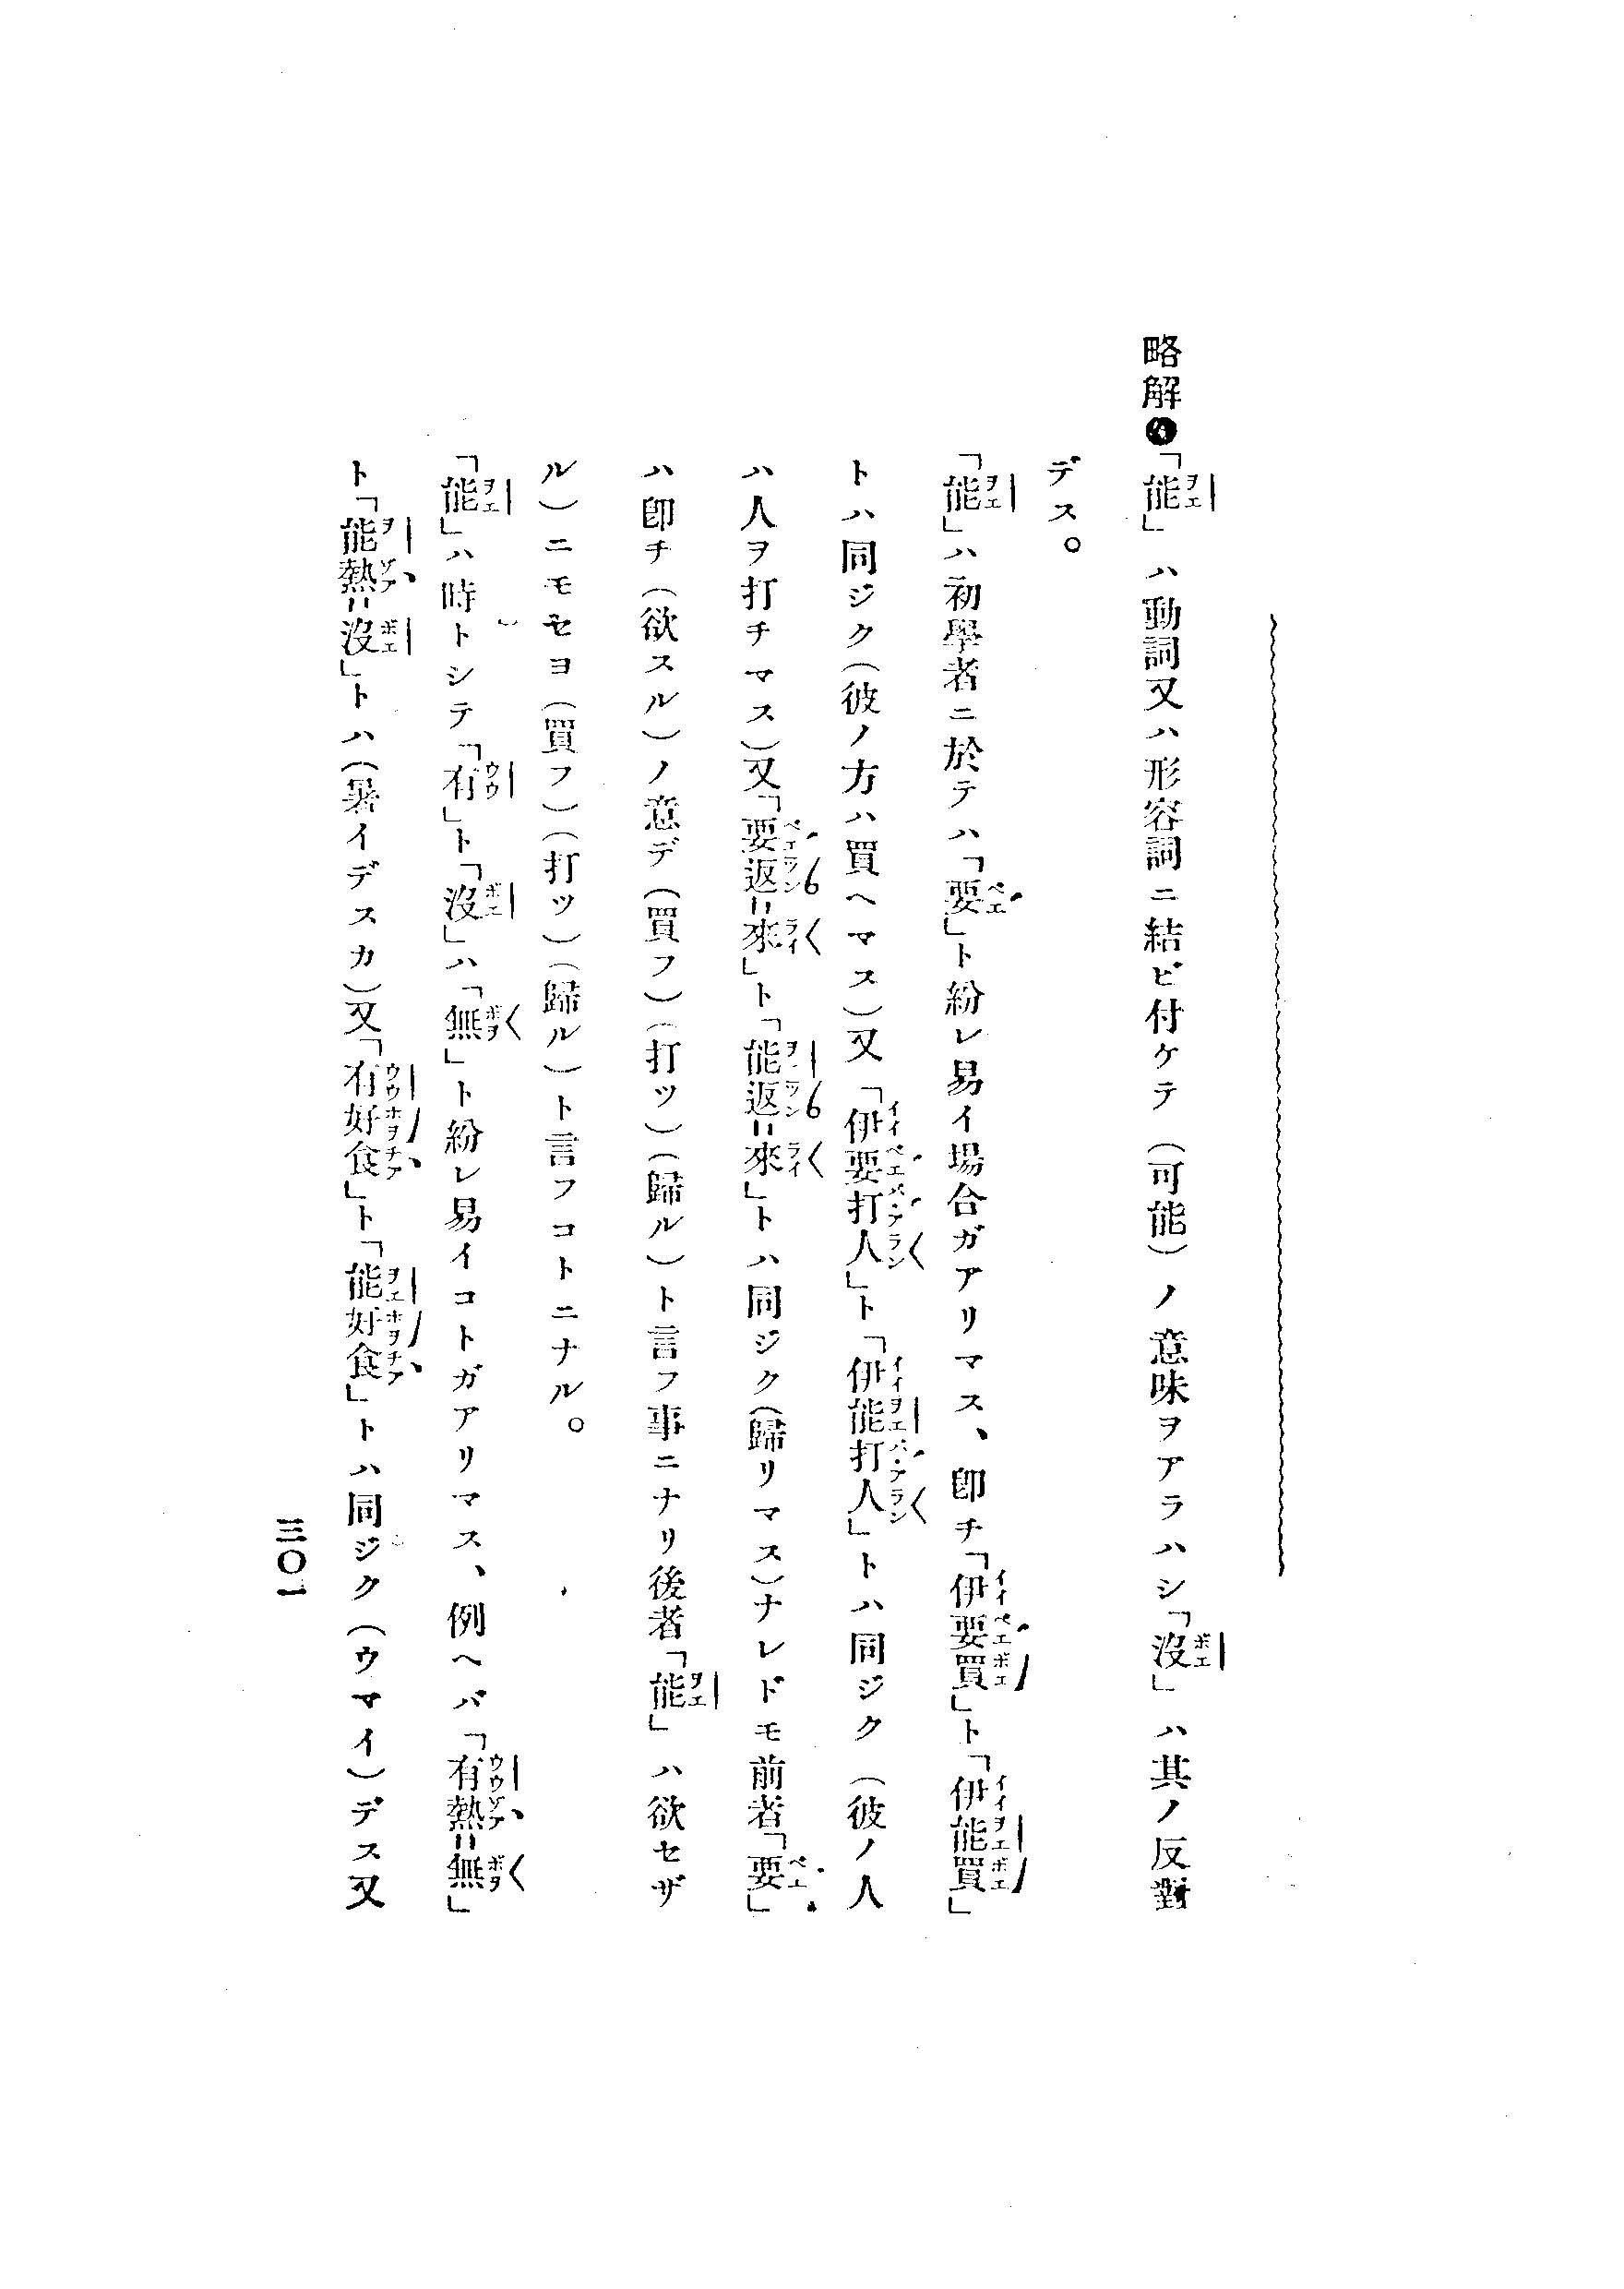 略解●「能」ハ動詞又ハ形容詞ニ結ビ付ケテ（可能）ノ意味ヲアラハシ「沒」ハ其ノ反對
デス。
「能」ハ初學者ニ於テハ「要」ト紛レ易イ場合ガアリマス、卽チ「伊要買」ト「伊能買」
トハ同ジク（彼ノ方ハ買ヘマス）又「伊要打人」ト「伊能打人」トハ同ジク（彼ノ人
ハ人ヲ打チマス）又「要返〻來」ト「能返〻來」トハ同ジク（歸リマス）ナレドモ前者「要」
ハ卽チ（欲スル）ノ意デ（買フ）（打ツ）（歸ル）ト言フ事ニナリ後者「能」ハ欲セザ
ル）ニモセヨ（買フ）（打ツ）（歸ル）ト言フコトニナル。
「能」ハ時トシテ「有」ト「沒」ハ「無」ト紛レ易イコトガアリマス、例ヘバ「有熱〻無」
ト「能熱〻沒」トハ（暑イデスカ）又「有好食」ト「能好食」トハ同ジク（ウマイ）デス又
三〇一